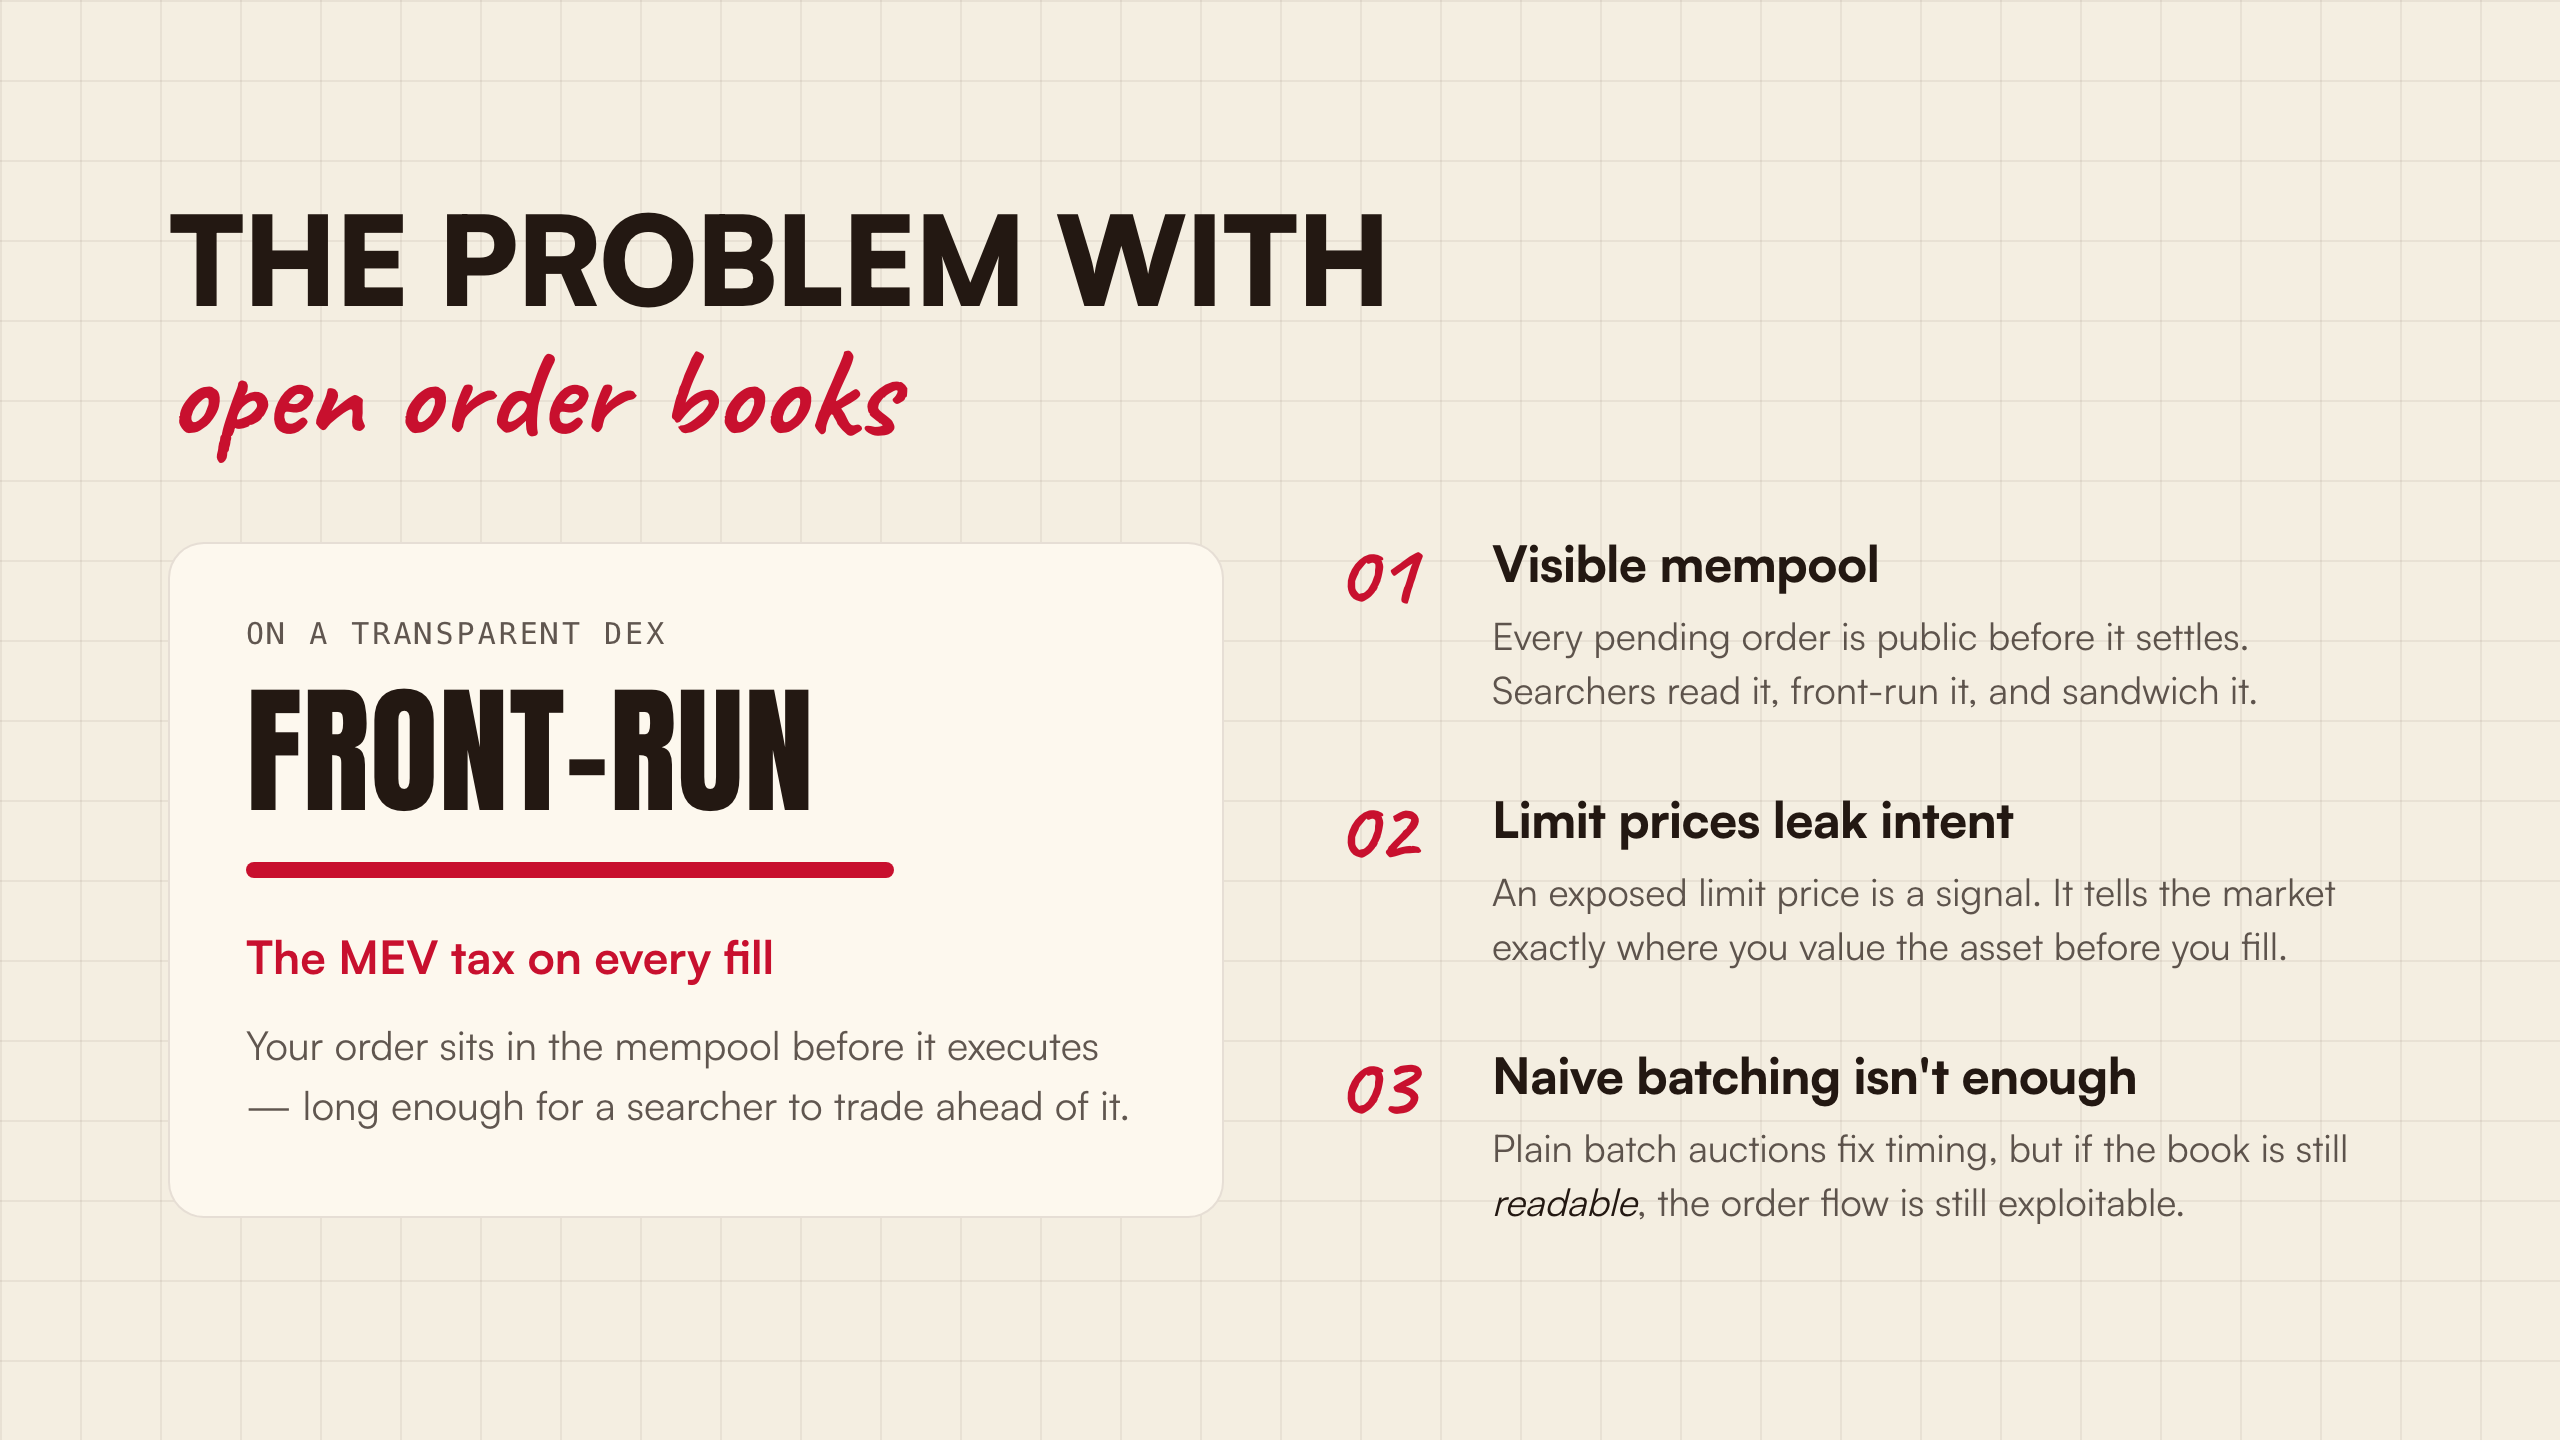 THE PROBLEM WITH
open order books
ON A TRANSPARENT DEX
FRONT-RUN
The MEV tax on every fill
Your order sits in the mempool before it executes
— long enough for a searcher to trade ahead of it.
01
Visible mempool
Every pending order is public before it settles.
Searchers read it, front-run it, and sandwich it.
02
Limit prices leak intent
An exposed limit price is a signal. It tells the market
exactly where you value the asset before you fill.
03
Naive batching isn't enough
Plain batch auctions fix timing, but if the book is still
readable, the order flow is still exploitable.